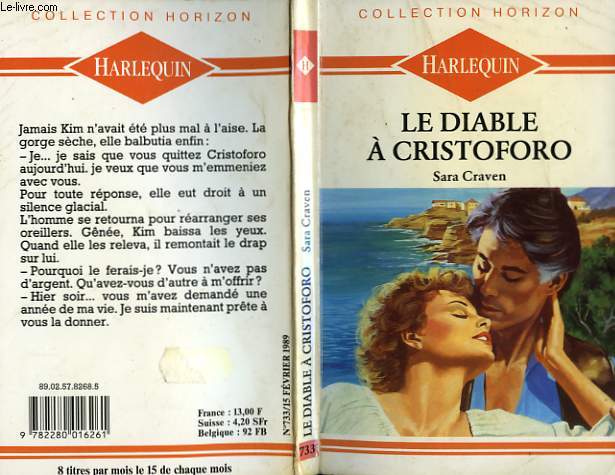 Le-livre.com
COLLECTION HORIZON
HARLEQUIN
Jamais Kim n'avait été plus mal à l'aise. La
gorge sèche, elle balbutia enfin :
– Je... je sais que vous quittez Cristoforo
aujourd'hui. je veux que vous m'emmeniez
avec vous.
Pour toute réponse, elle eut droit à un
silence glacial.
L'homme se retourna pour réarranger ses
oreillers. Gênée, Kim baissa les yeux.
Quand elle les releva, il remontait le drap
sur lui.
– Pourquoi le ferais-je ? Vous n'avez pas
d'argent. Qu'avez-vous d'autre à m'offrir ?
– Hier soir... vous m'avez demandé une
année de ma vie. Je suis maintenant prête à
vous la donner.
89.02.57.8268.5
9 782280 016261
France : 13,00 F
Suisse : 4,20 SFr
Belgique : 92 FB
8 titres par mois le 15 de chaque mois
H
LE DIABLE À CRISTOFORO Sara Craven
N°733/15 FÉVRIER 1989
733
COLLECTION HORIZON
HARLEQUIN
LE DIABLE
À CRISTOFORO
Sara Craven